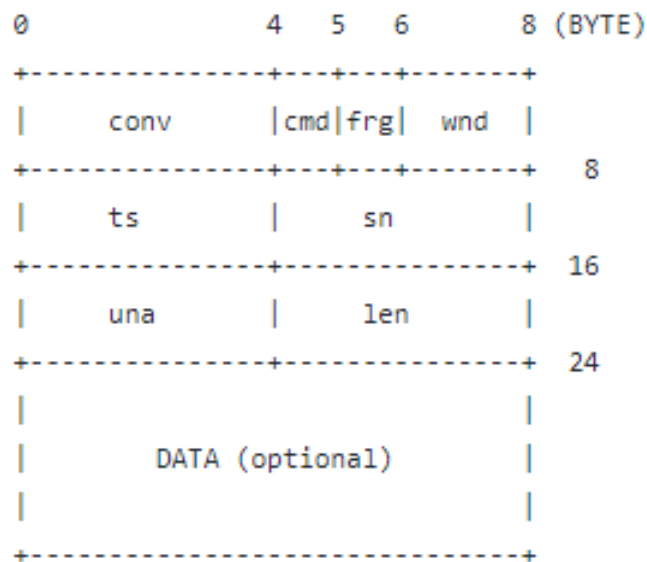 0               4   5   6       8 (BYTE)
+---------------+---+---+-------+
|     conv      |cmd|frg|  wnd  |
+---------------+---+---+-------+   8
|     ts        |     sn        |
+---------------+---------------+  16
|     una       |     len       |
+---------------+---------------+  24
|                               |
|        DATA (optional)        |
|                               |
+-------------------------------+